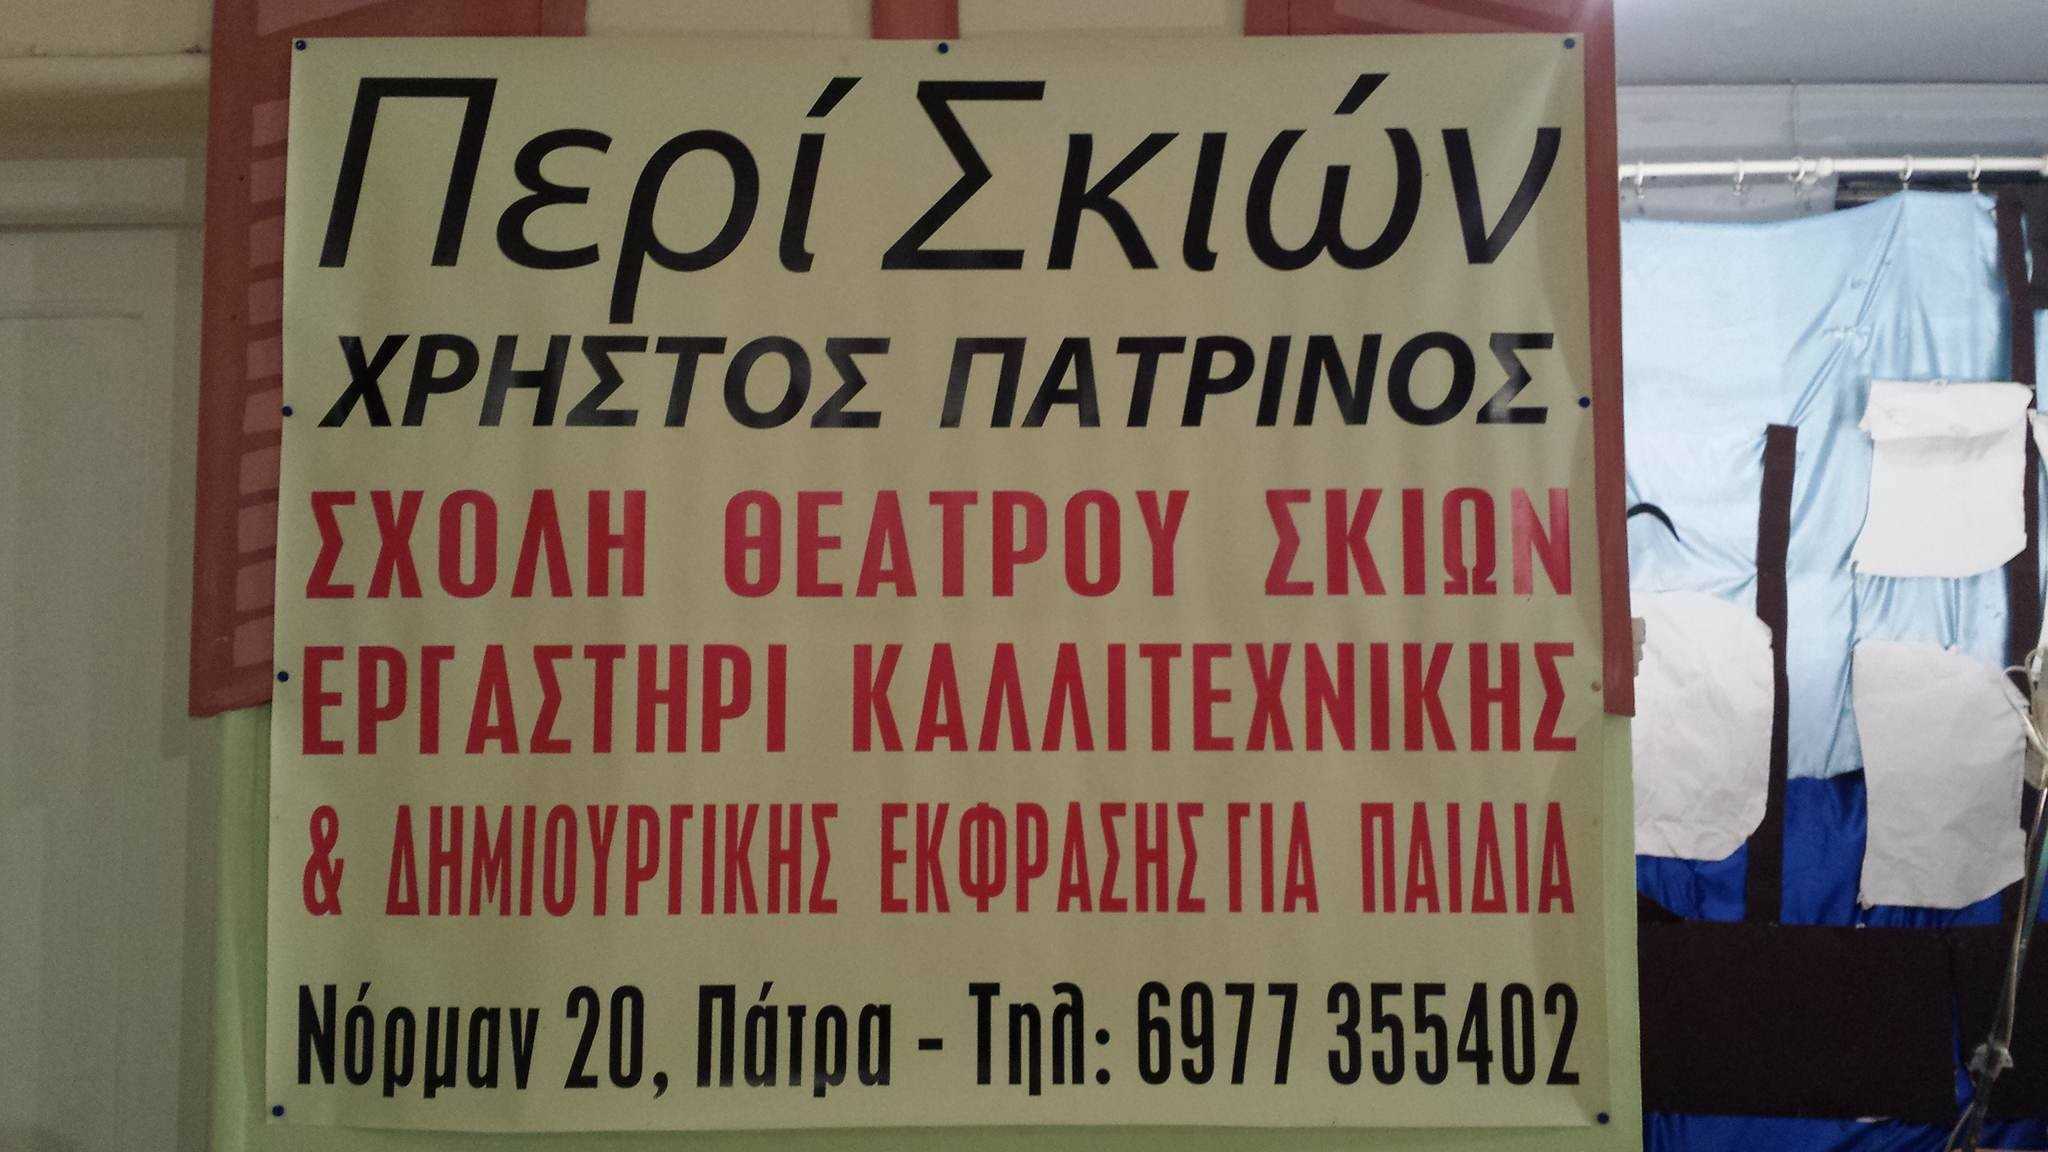 Περί Σκιών
ΧΡΗΣΤΟΣ ΠΑΤΡΙΝΟΣ
ΣΧΟΛΗ ΘΕΑΤΡΟΥ ΣΚΙΩΝ
ΕΡΓΑΣΤΗΡΙ ΚΑΛΛΙΤΕΧΝΙΚΗΣ
& ΔΗΜΙΟΥΡΓΙΚΗΣ ΕΚΦΡΑΣΗΣ ΓΙΑ ΠΑΙΔΙΑ
Νόρμαν 20, Πάτρα - Τηλ: 6977 355402